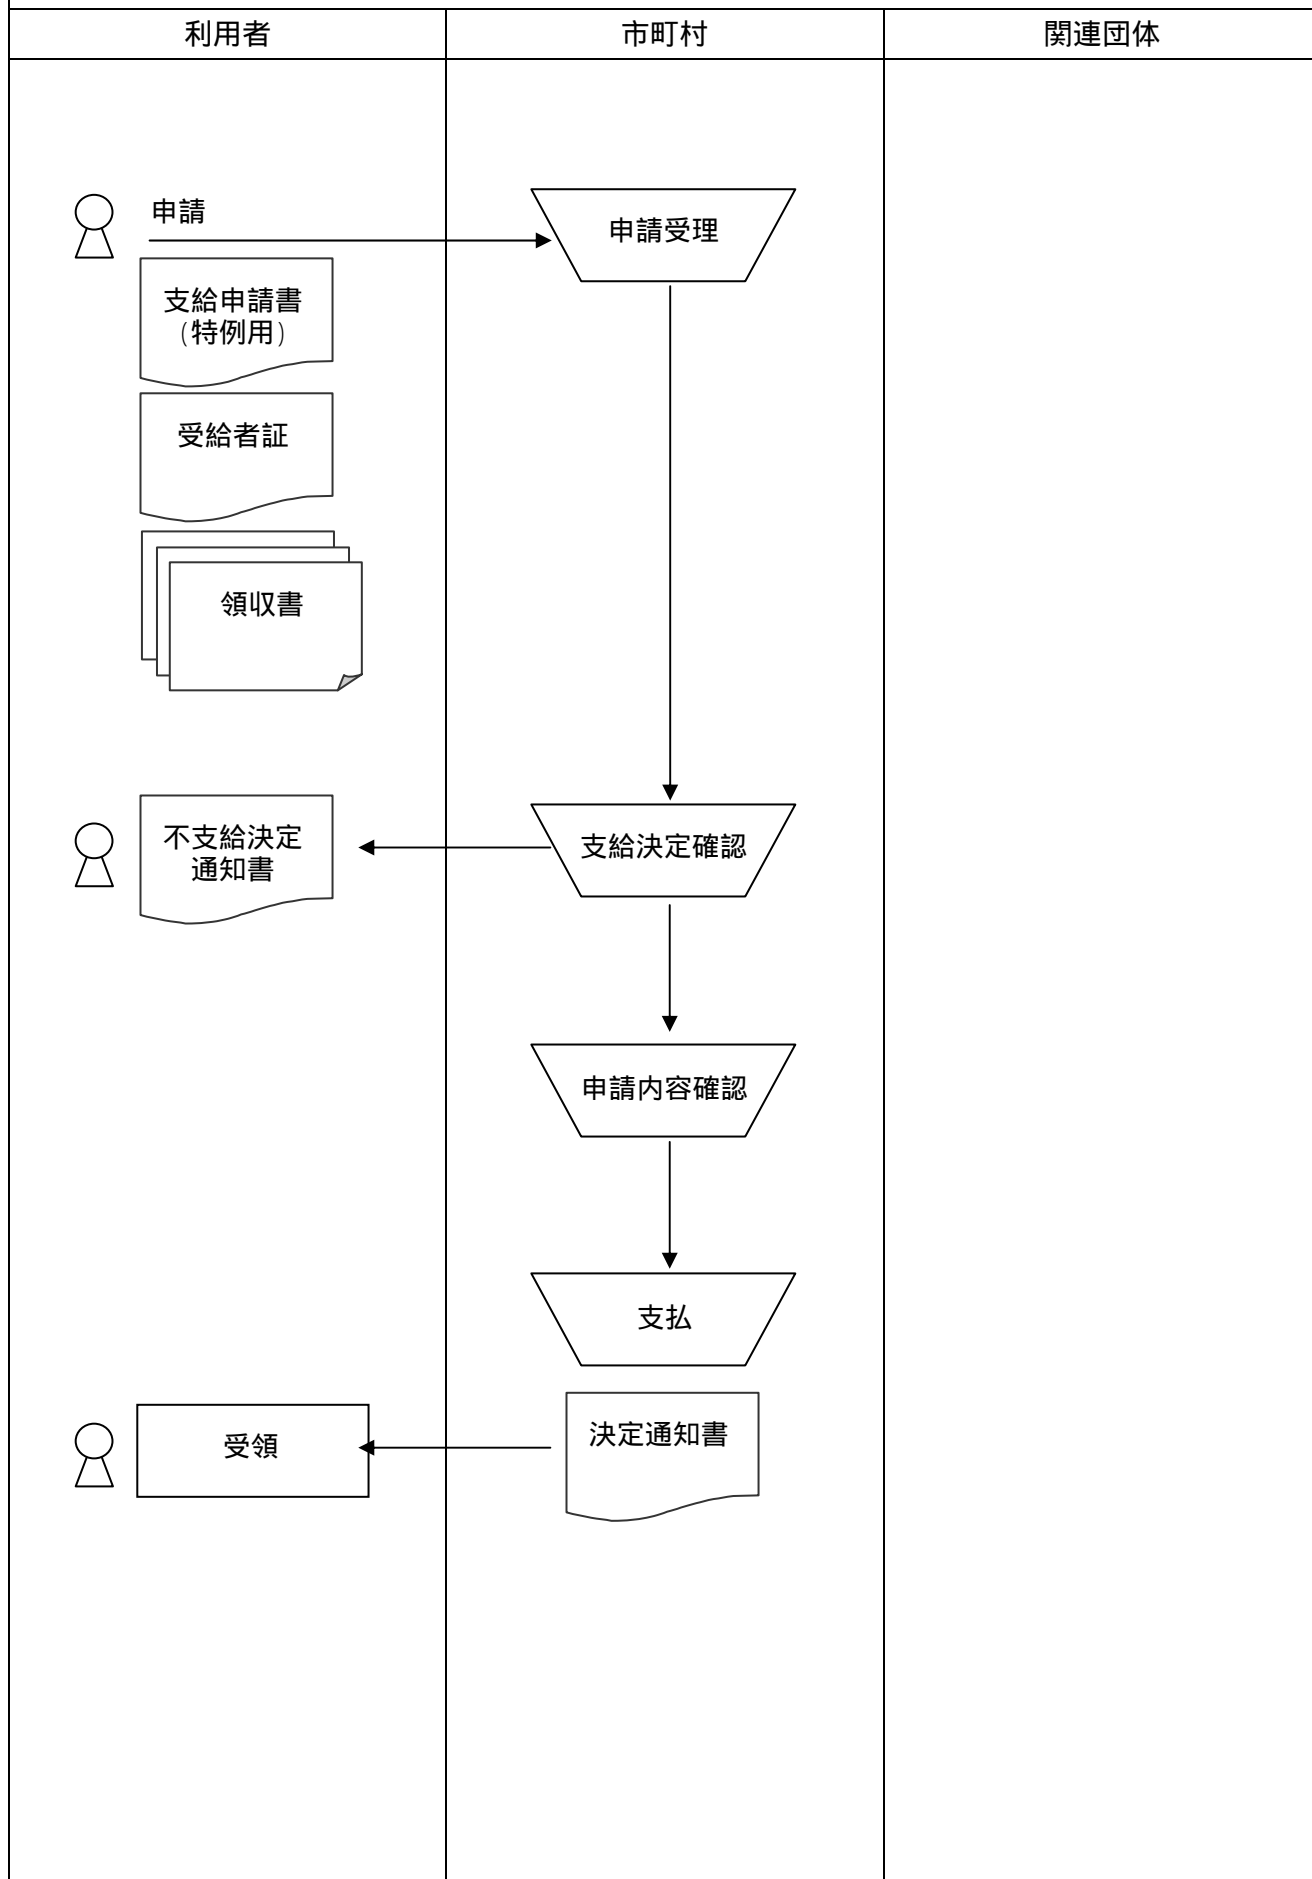 利用者
市町村
関連団体
申請
申請受理
支給申請書
（特例用）
受給者証
領収書
不支給決定
通知書
支給決定確認
申請内容確認
支払
決定通知書
受領